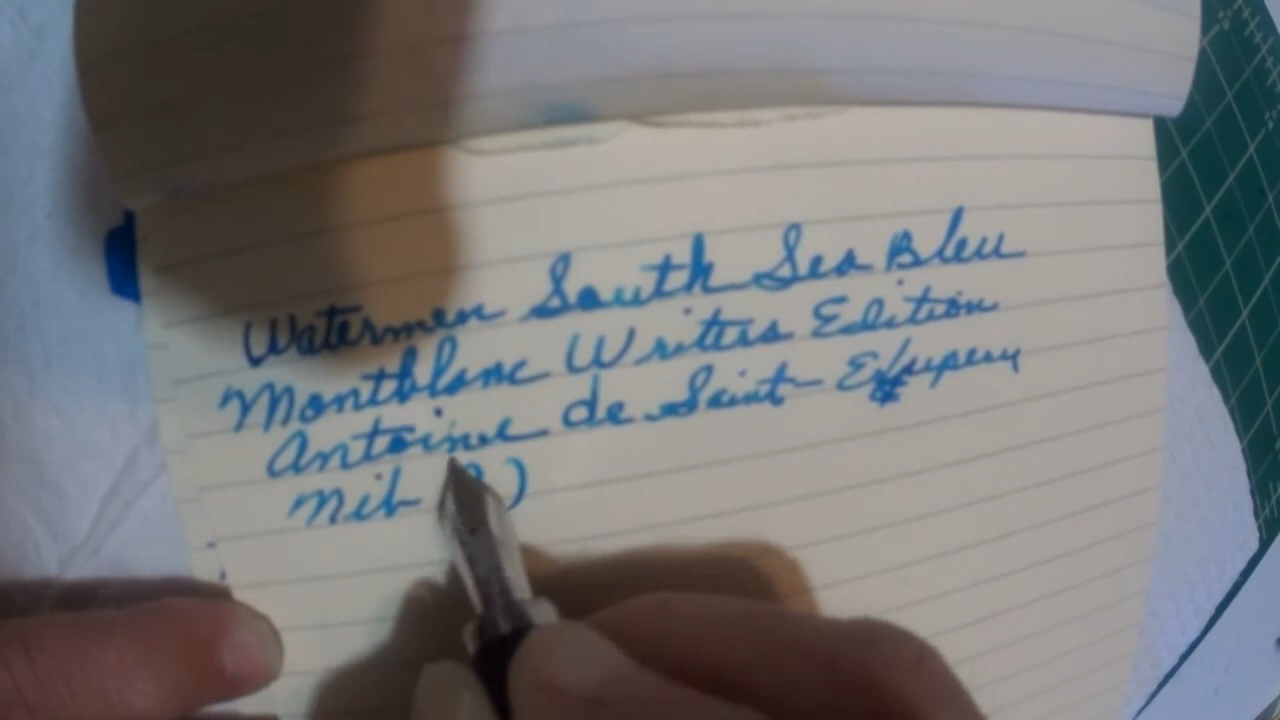 Watermen South Sea Bleu
Montblanc Writers Edition
Antoine de Saint-Exupery
Nib ( )